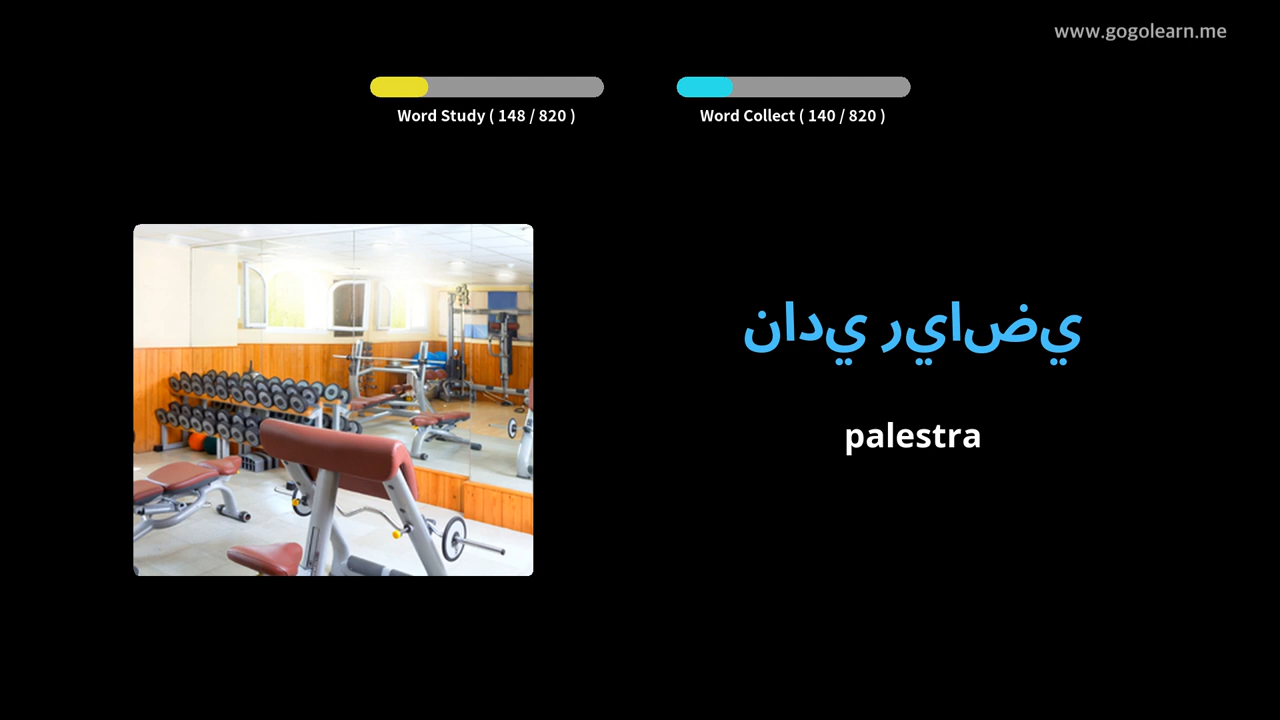 www.gogolearn.me
Word Study ( 148 / 820 )
Word Collect ( 140 / 820 )
نادي رياضي
palestra